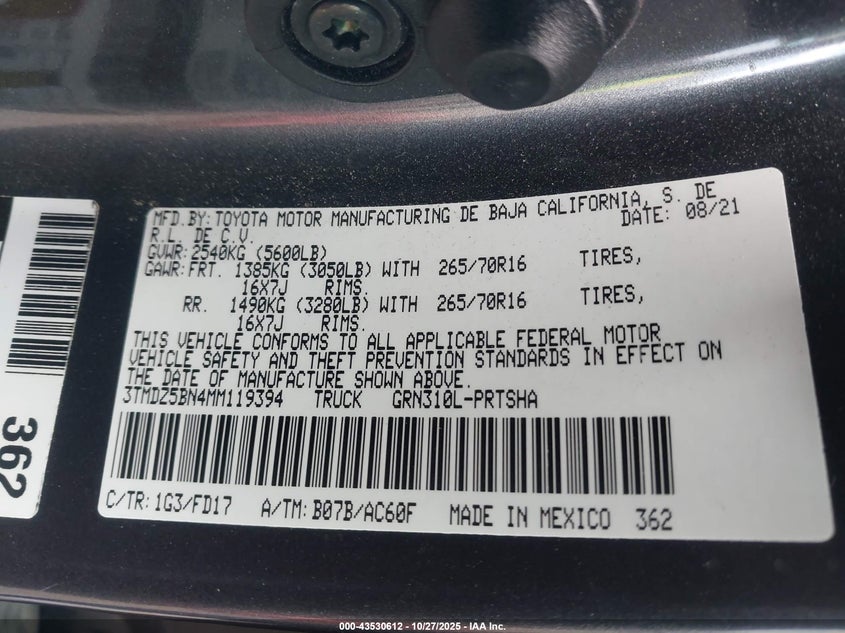 MFD.BY: TOYOTA MOTOR MANUFACTURING DE BAJA CALIFORNIA, S. DE
R.L. DE C.V. DATE: 08/21
GVWR: 2540KG (5600LB)
GAWR: FRT. 1385KG (3050LB) WITH 265/70R16 TIRES,
16X7J RIMS.
RR. 1490KG (3280LB) WITH 265/70R16 TIRES,
16X7J RIMS.
THIS VEHICLE CONFORMS TO ALL APPLICABLE FEDERAL MOTOR
VEHICLE SAFETY AND THEFT PREVENTION STANDARDS IN EFFECT ON
THE DATE OF MANUFACTURE SHOWN ABOVE.
3TMDZ5BN4MM119394 TRUCK GRN310L-PRTSHA
C/TR: 1G3/FD17 A/TM: B07B/AC60F MADE IN MEXICO 362
362
000-43530612 - 10/27/2025 - IAA Inc.